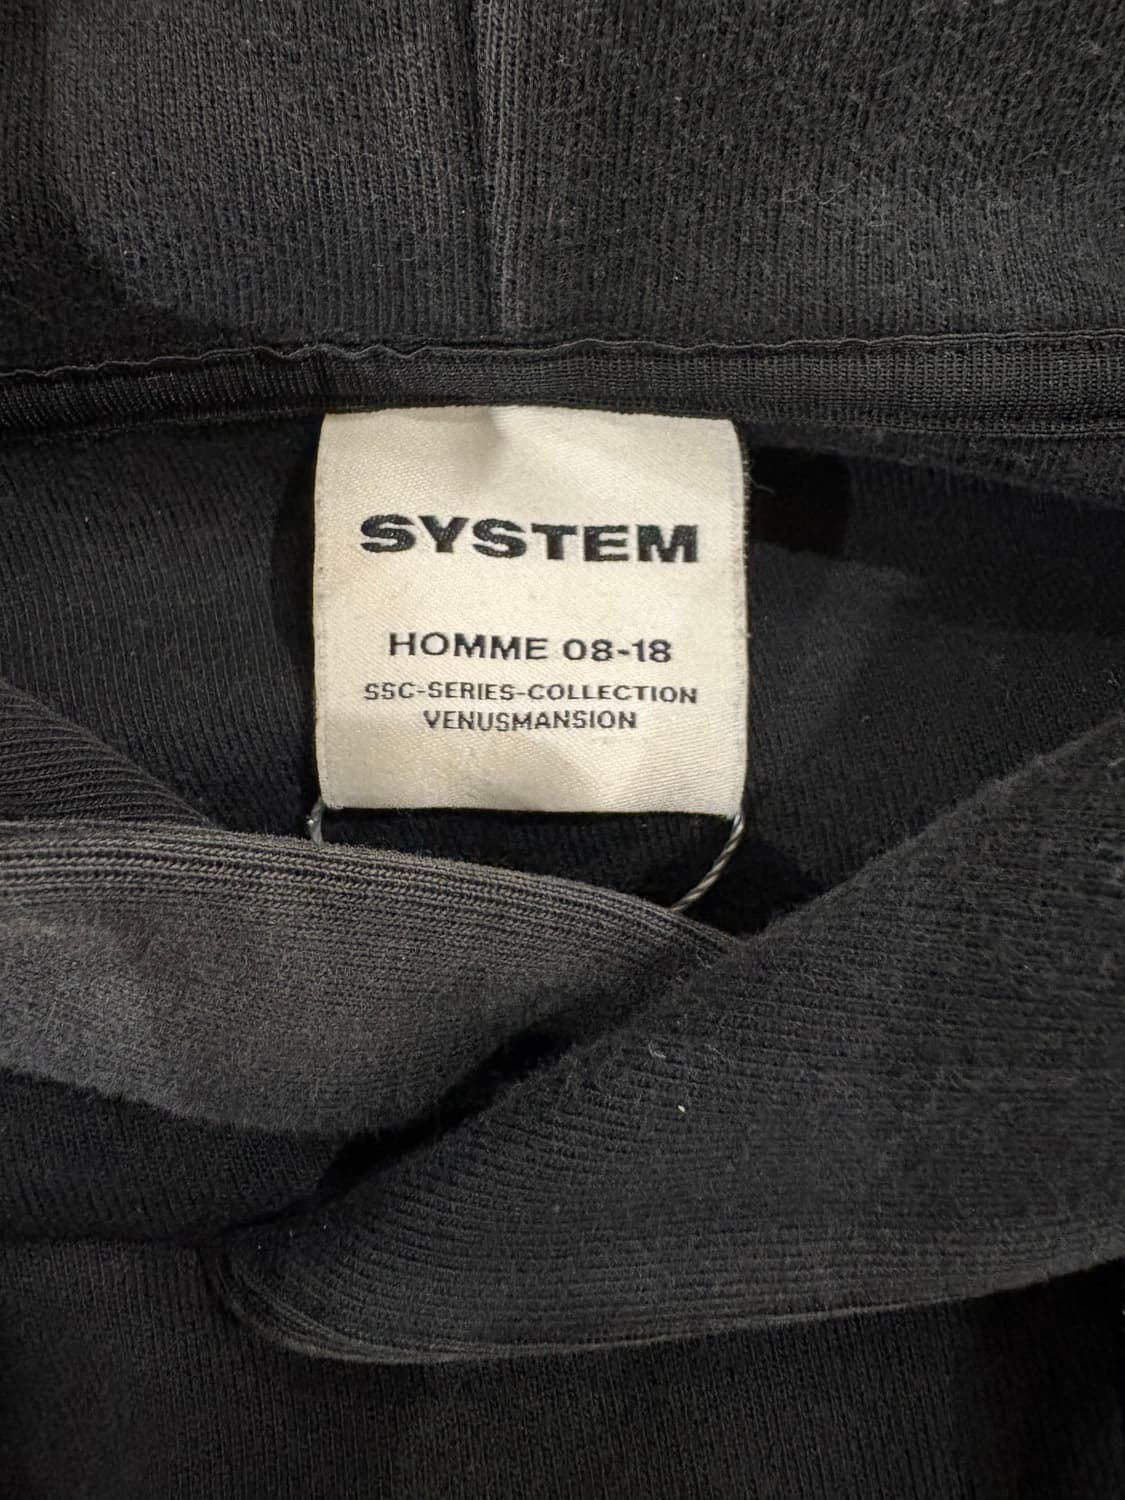 SYSTEM
HOMME 08-18
SSC-SERIES-COLLECTION
VENUSMANSION